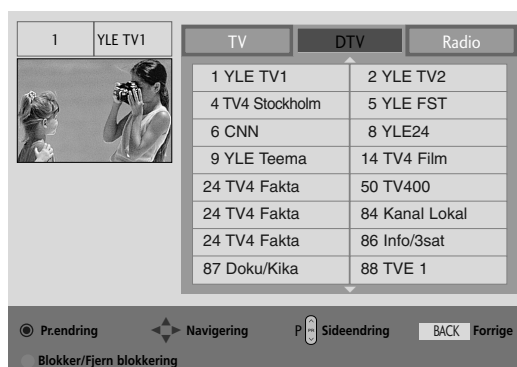 1 YLE TV1
TV DTV Radio
1 YLE TV1 2 YLE TV2
4 TV4 Stockholm 5 YLE FST
6 CNN 8 YLE24
9 YLE Teema 14 TV4 Film
24 TV4 Fakta 50 TV400
24 TV4 Fakta 84 Kanal Lokal
24 TV4 Fakta 86 Info/3sat
87 Doku/Kika 88 TVE 1
Pr.endring Navigering P PR Sideendring BACK Forrige
Blokker/Fjern blokkering